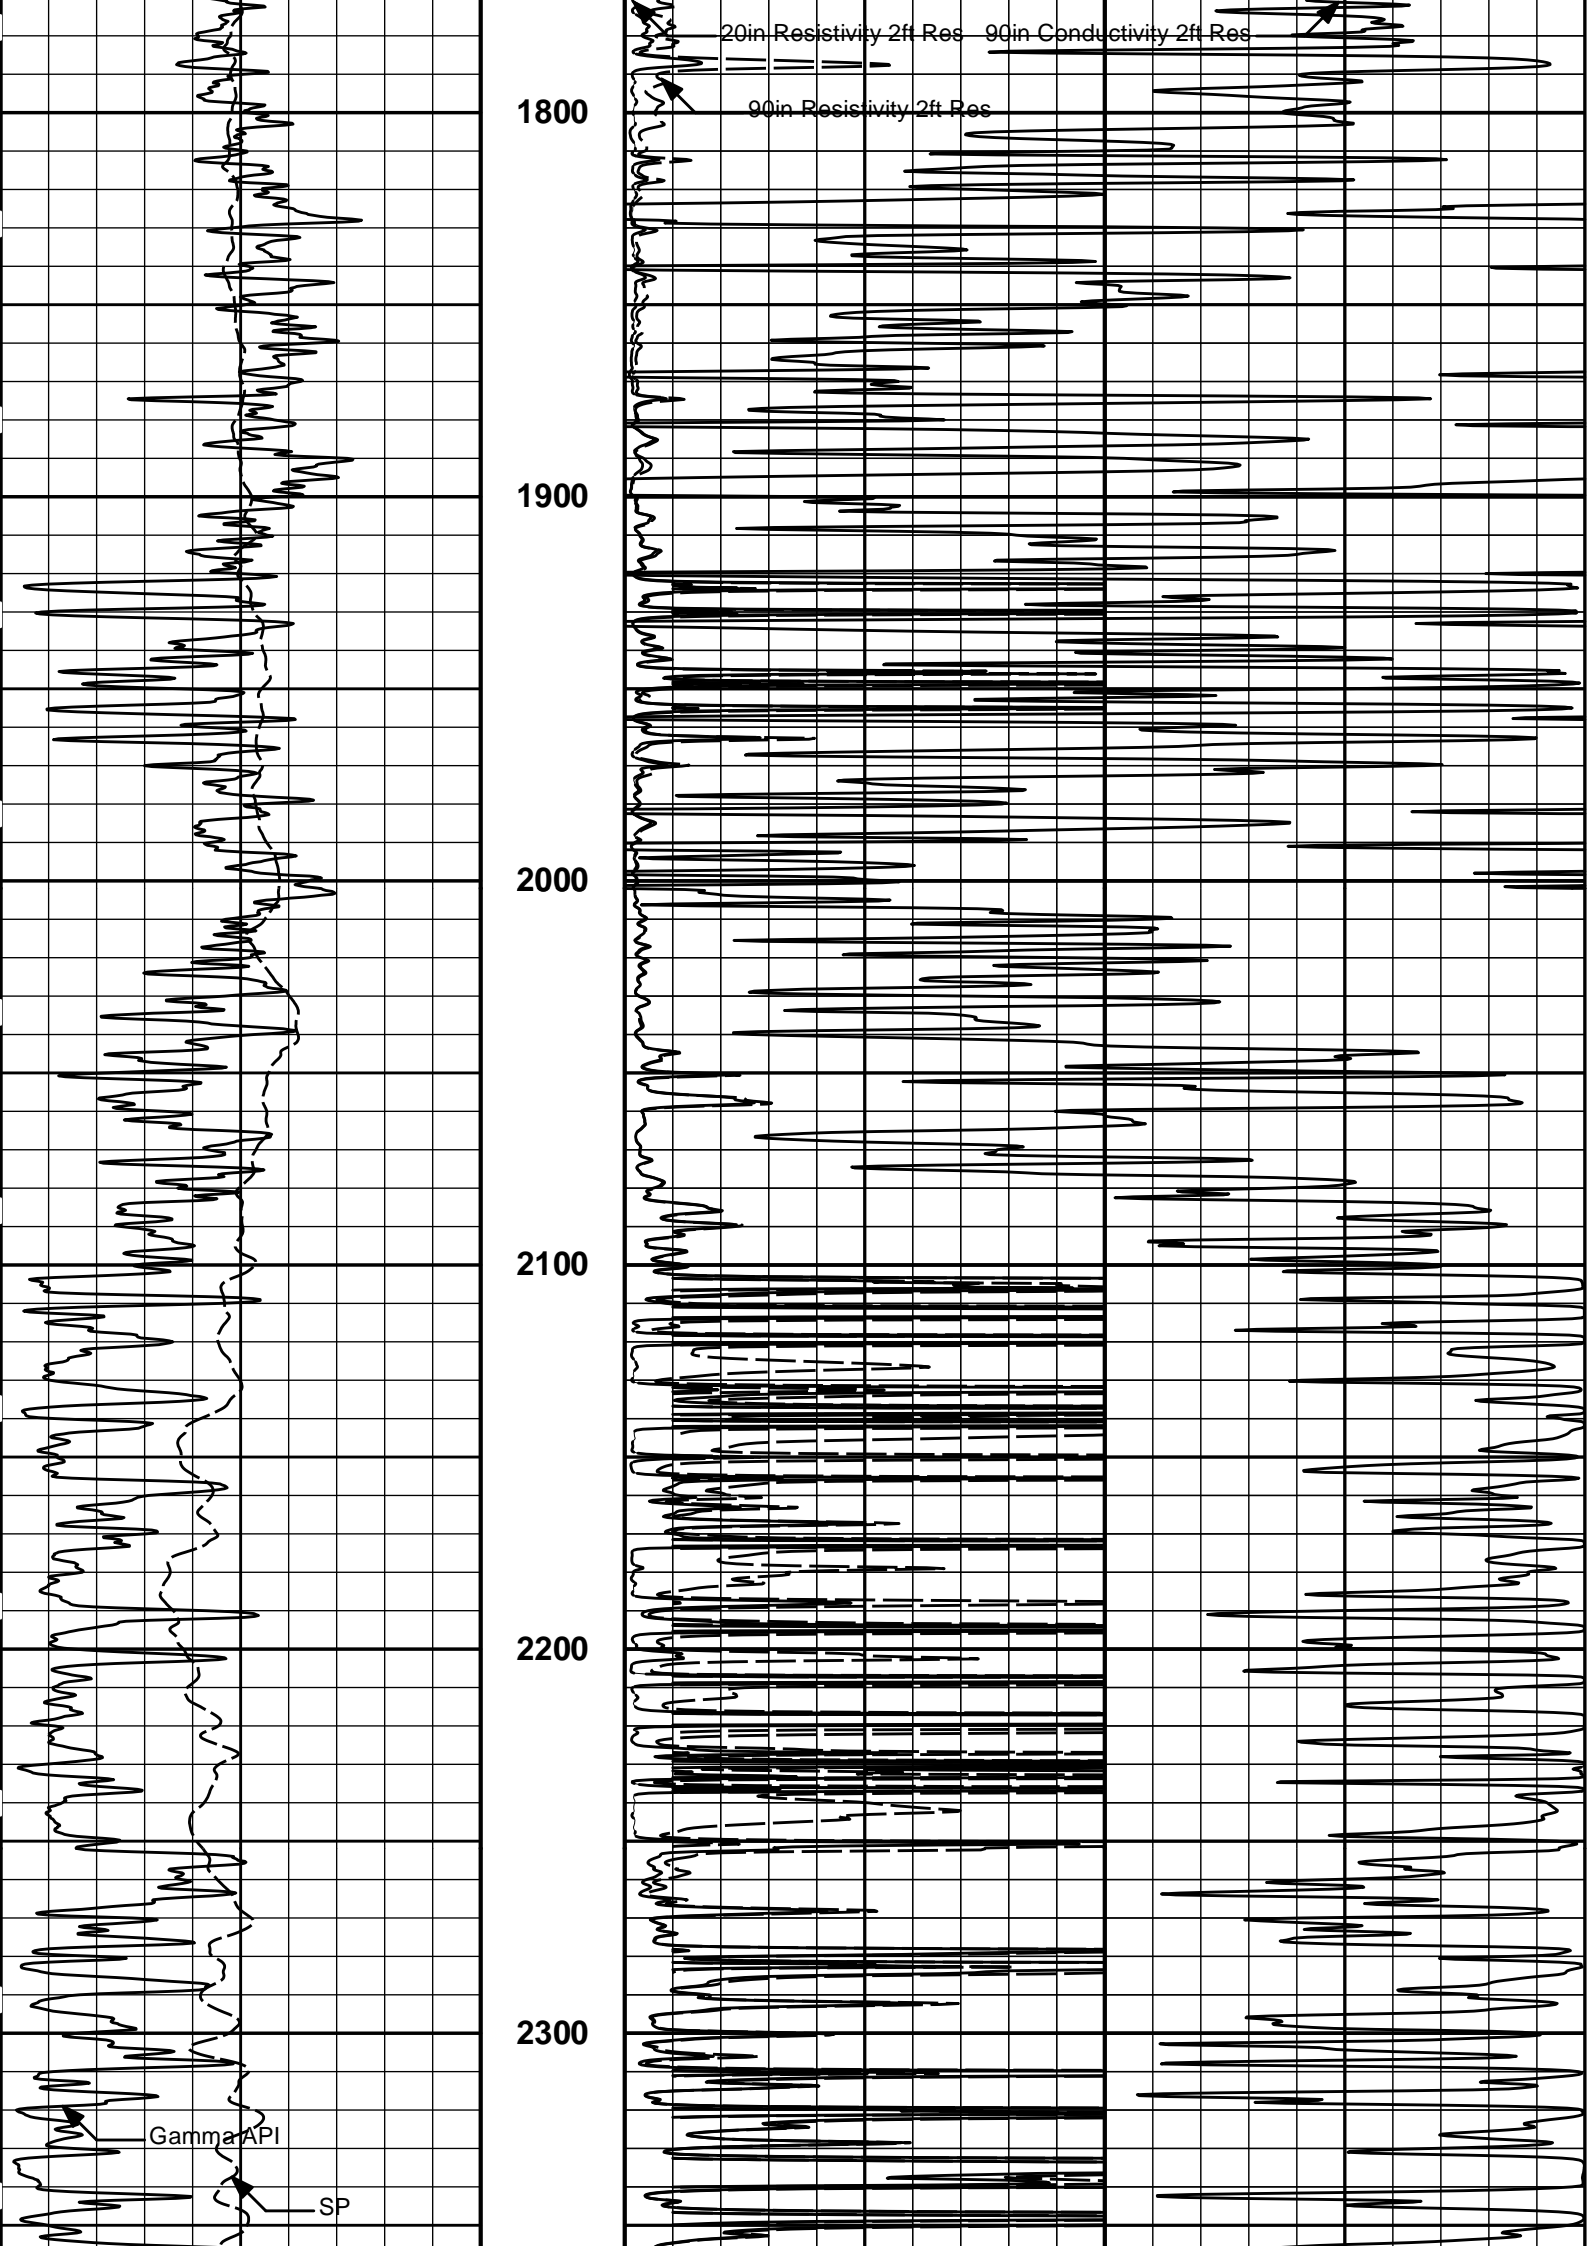 20in Resistivity 2ft Res 90in Conductivity 2ft Res
90in Resistivity 2ft Res
1800
1900
2000
2100
2200
2300
Gamma API
SP